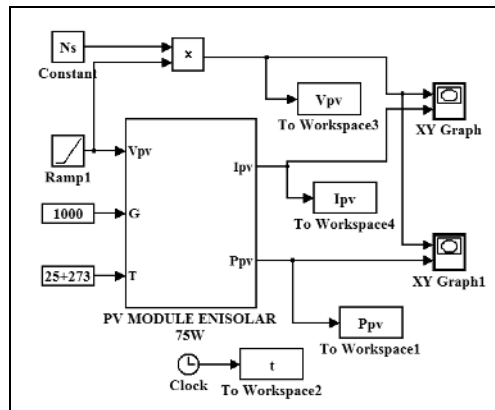 Ns
Constant
x
Vpv
To Workspace3
XY Graph
Ramp1
Vpv
Ipv
Ipv
To Workspace4
1000
G
25+273
T
Ppv
XY Graph1
PV MODULE ENISOLAR
75W
Ppv
To Workspace1
Clock
t
To Workspace2